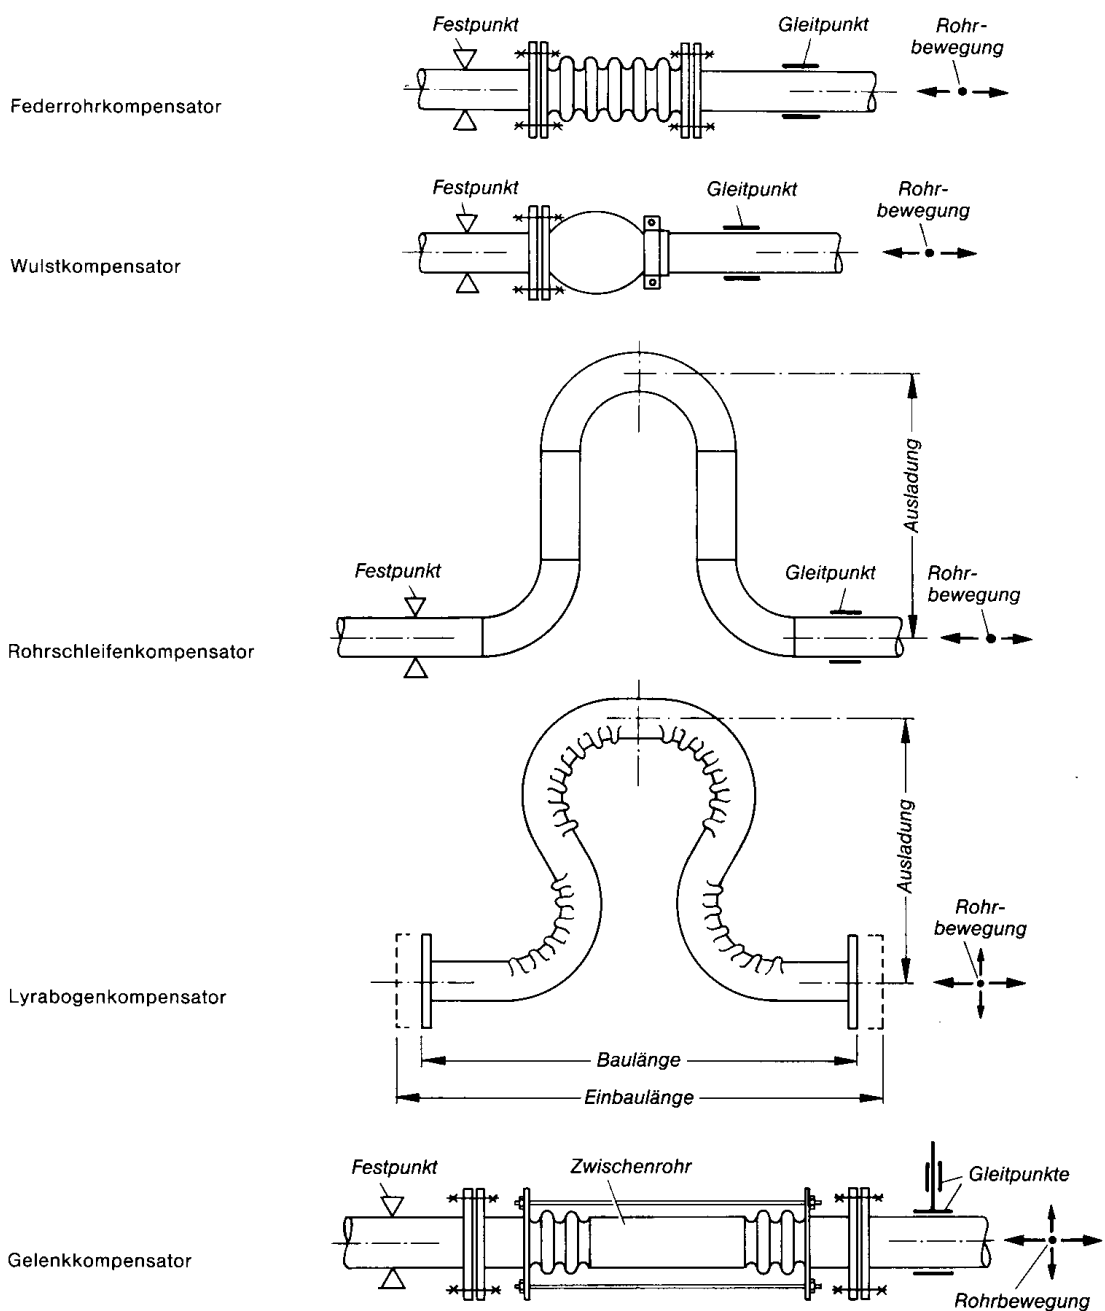 Festpunkt
Gleitpunkt
Rohr-
bewegung
Federrohrkompensator
Festpunkt
Gleitpunkt
Rohr-
bewegung
Wulstkompensator
Ausladung
Festpunkt
Gleitpunkt
Rohr-
bewegung
Rohrschleifenkompensator
Ausladung
Rohr-
bewegung
Lyrabogenkompensator
Baulänge
Einbaulänge
Festpunkt
Zwischenrohr
Gleitpunkte
Gelenkkompensator
Rohrbewegung